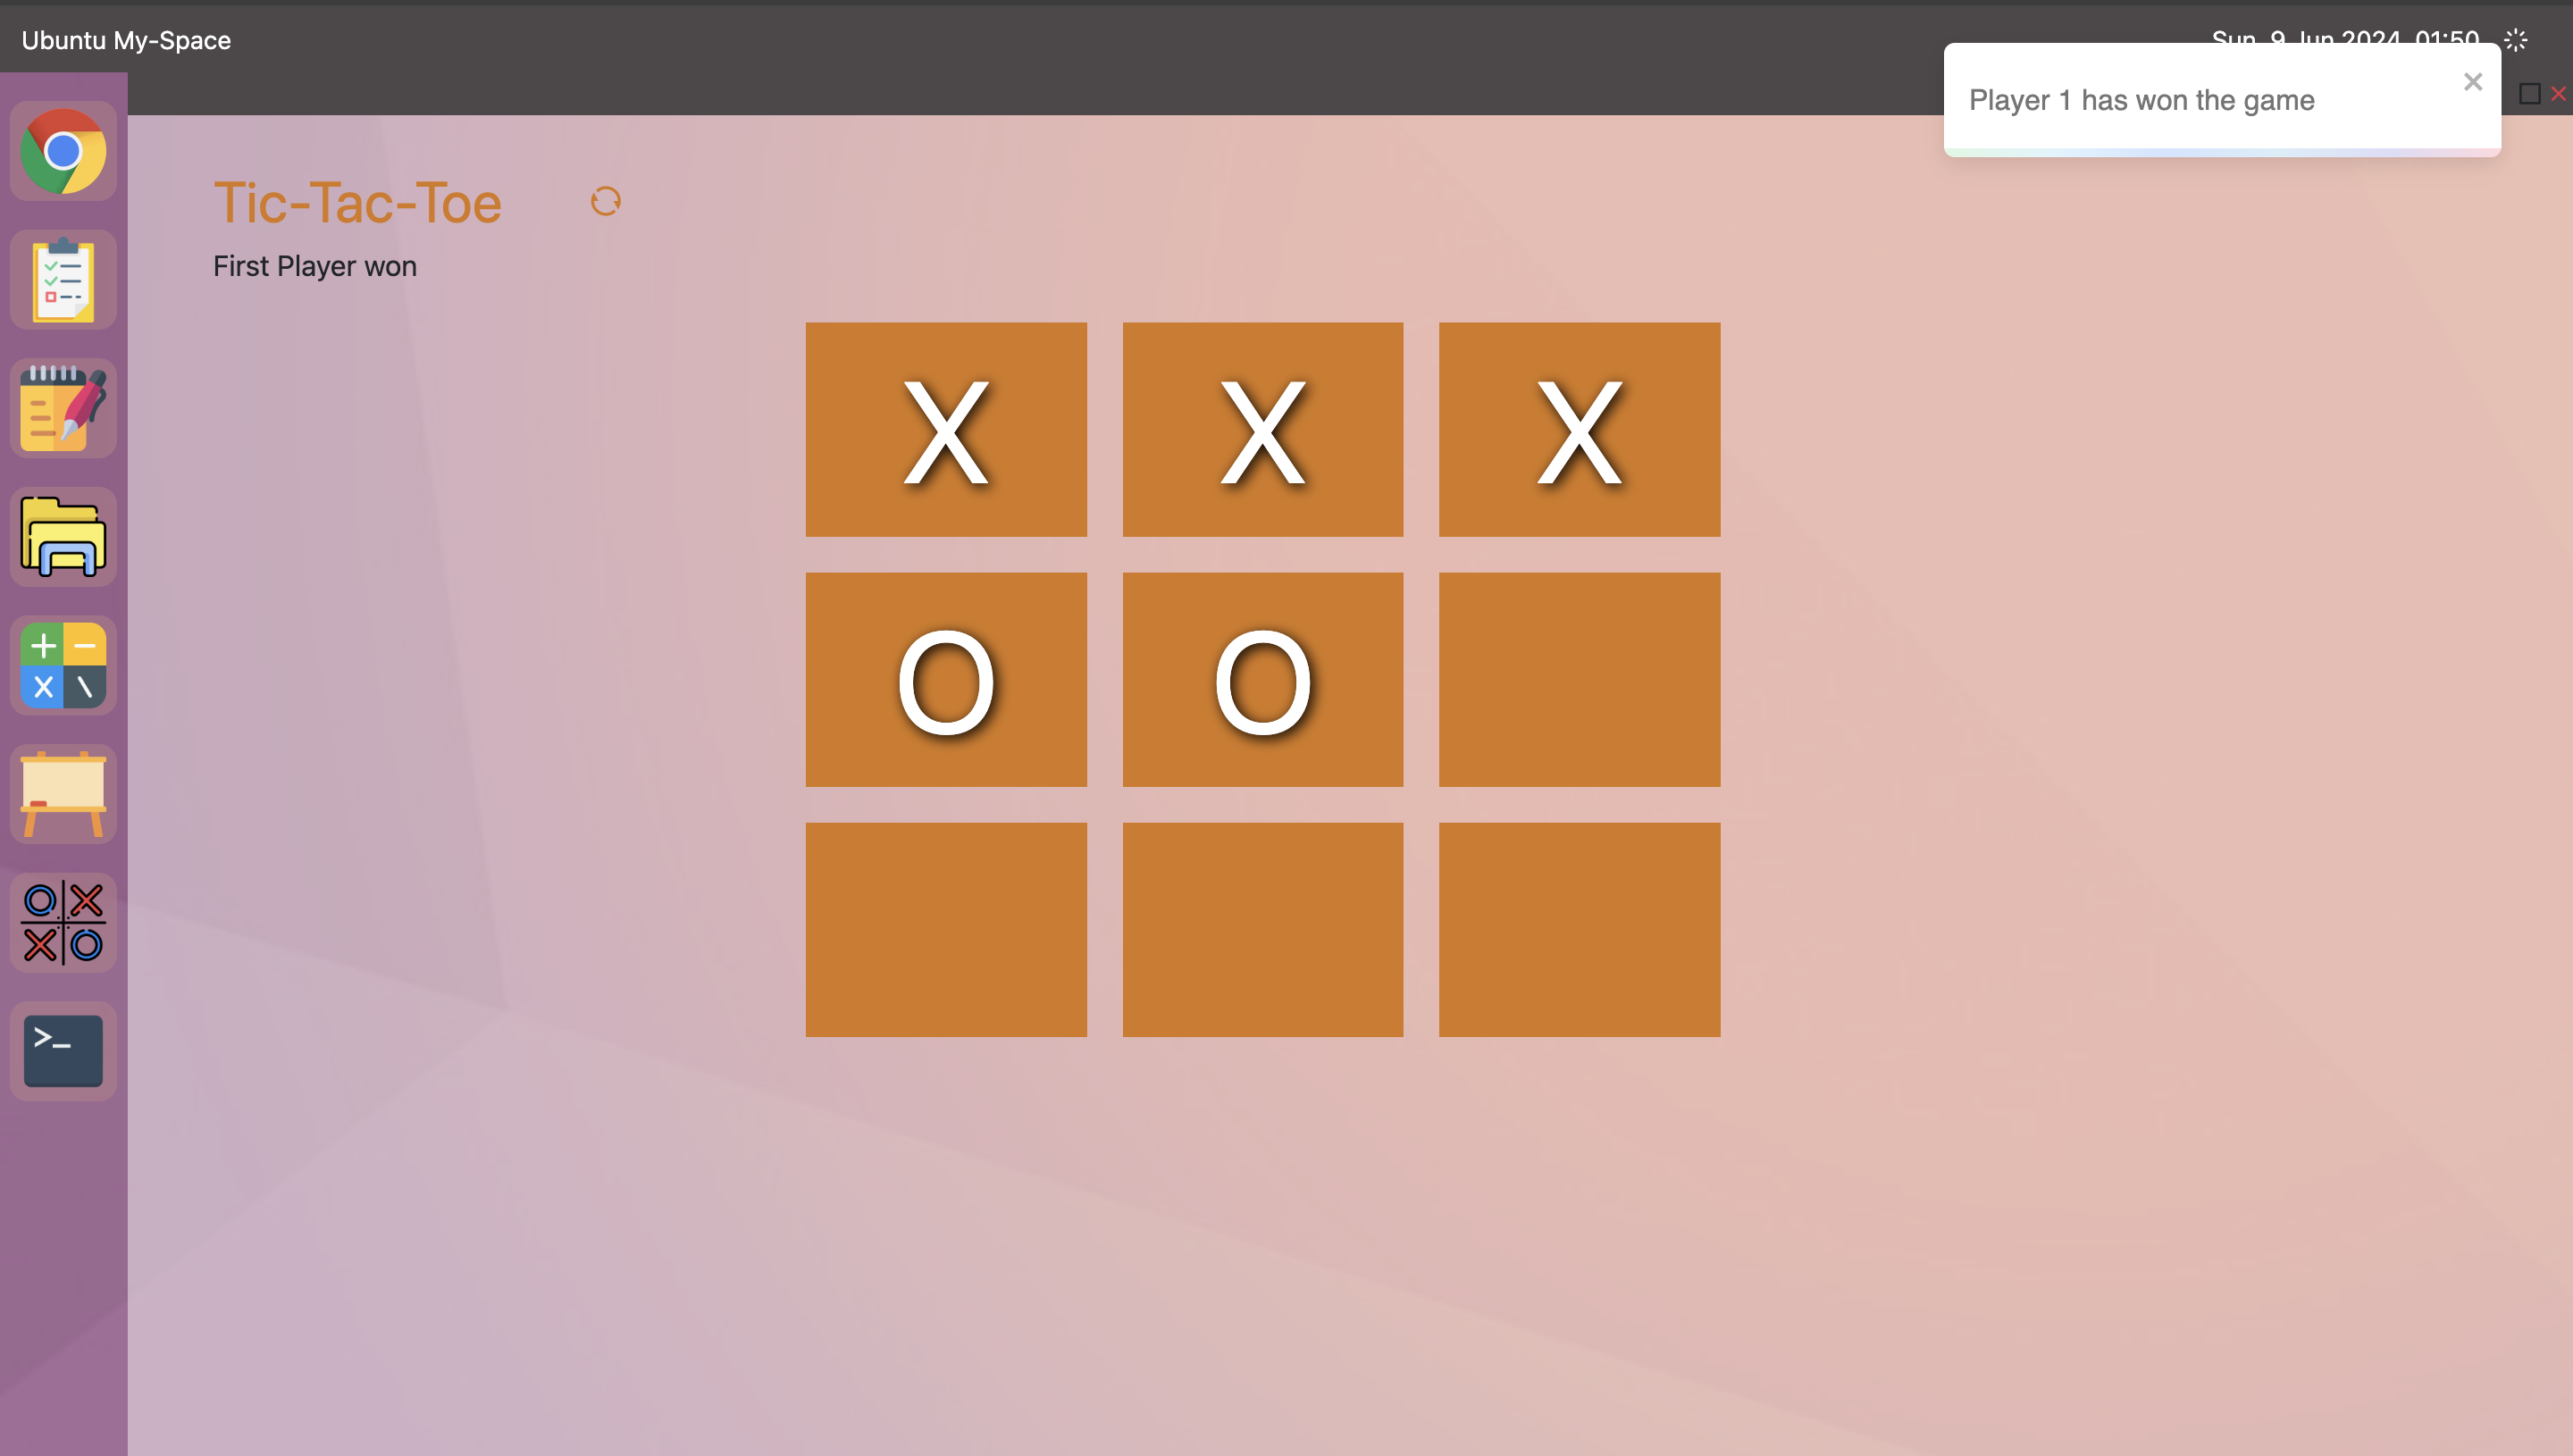 Ubuntu My-Space
Sun, 9 Jun 2024, 01:50
Player 1 has won the game
Tic-Tac-Toe
First Player won
X X X
O O
>_